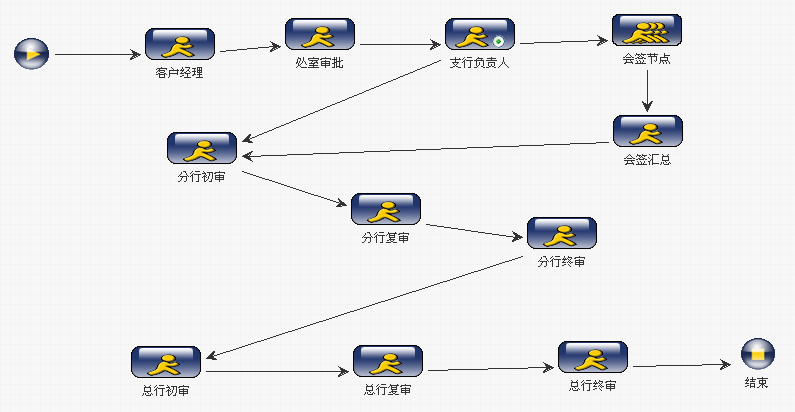 客户经理
处室审批
支行负责人
会签节点
分行初审
会签汇总
分行复审
分行终审
总行初审
总行复审
总行终审
结束